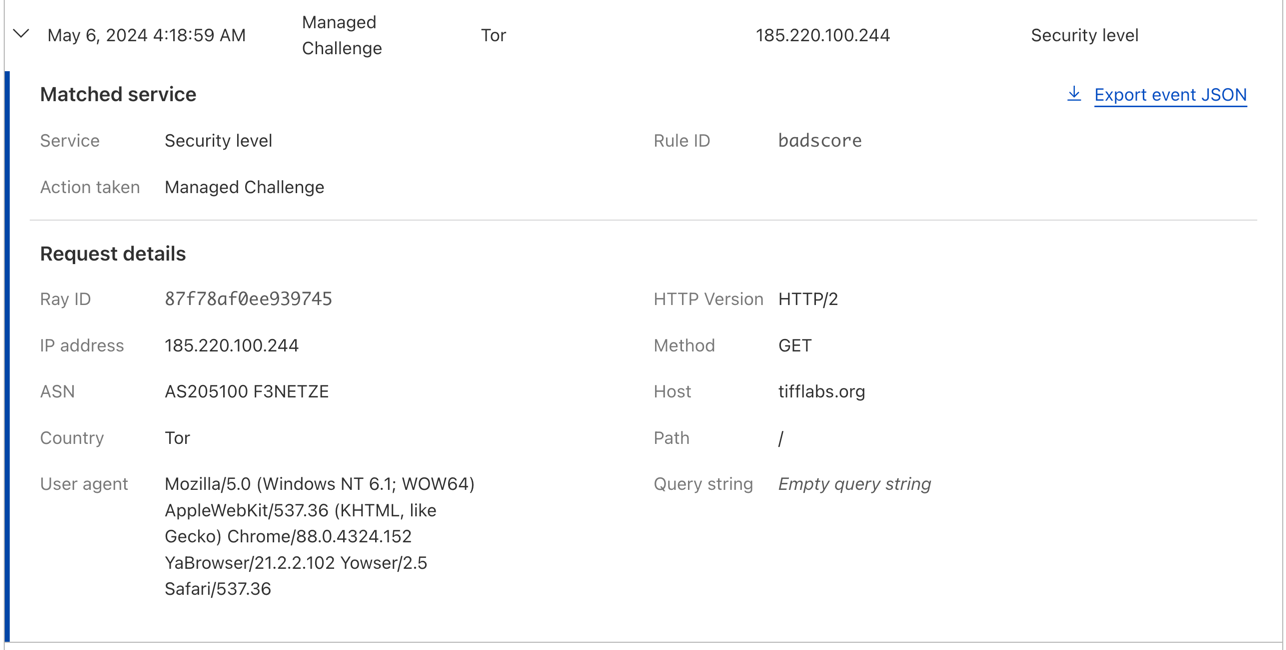 May 6, 2024 4:18:59 AM
Managed
Challenge
Tor
185.220.100.244
Security level
Matched service
Export event JSON
Service
Security level
Rule ID
badscore
Action taken
Managed Challenge
Request details
Ray ID
87f78af0ee939745
HTTP Version
HTTP/2
IP address
185.220.100.244
Method
GET
ASN
AS205100 F3NETZE
Host
tifflabs.org
Country
Tor
Path
/
User agent
Mozilla/5.0 (Windows NT 6.1; WOW64)
AppleWebKit/537.36 (KHTML, like
Gecko) Chrome/88.0.4324.152
YaBrowser/21.2.2.102 Yowser/2.5
Safari/537.36
Query string
Empty query string